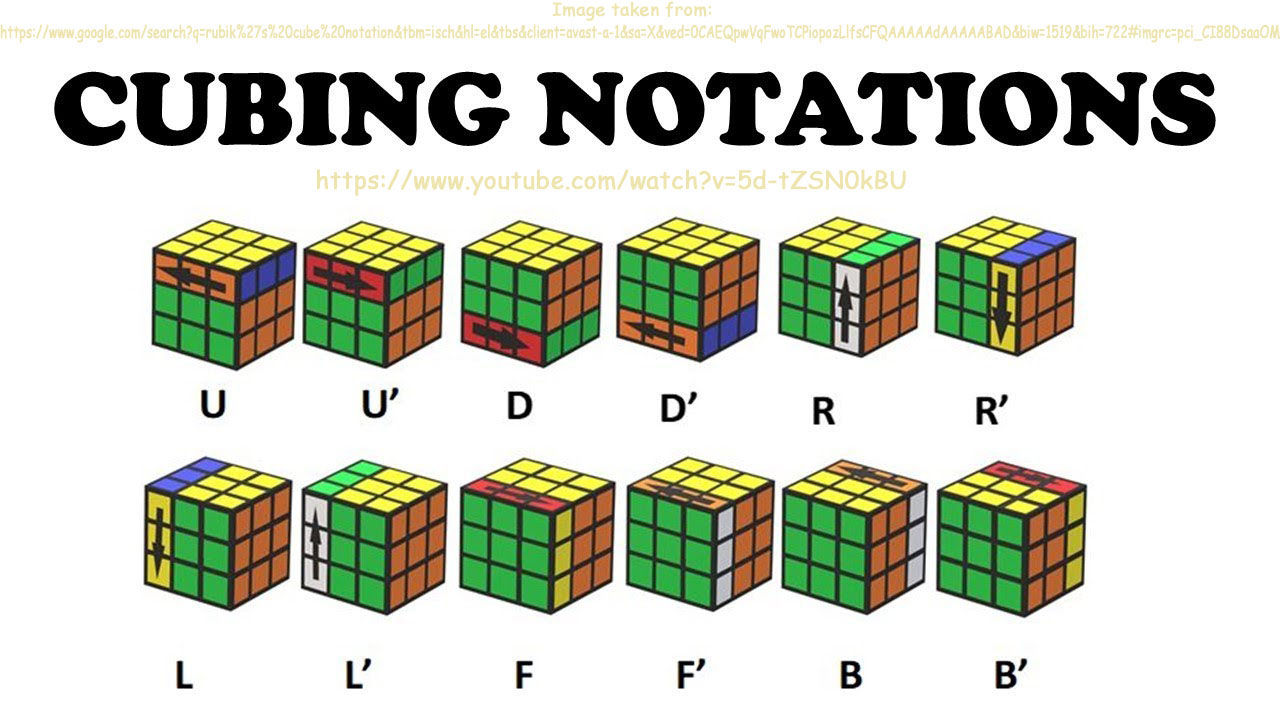 Image taken from:
https://www.google.com/search?q=rubik%27s%20cube%20notation&tbm=isch&hl=el&tbs&client=avast-a-1&sa=X&ved=0CAEQpwVqFwoTCPiopozLlfsCFQAAAAAdAAAAABAD&biw=1519&bih=722#imgrc=pci_CI88DsaaOM
CUBING NOTATIONS
https://www.youtube.com/watch?v=5d-tZSN0kBU
U U’ D D’ R R’
L L’ F F’ B B’